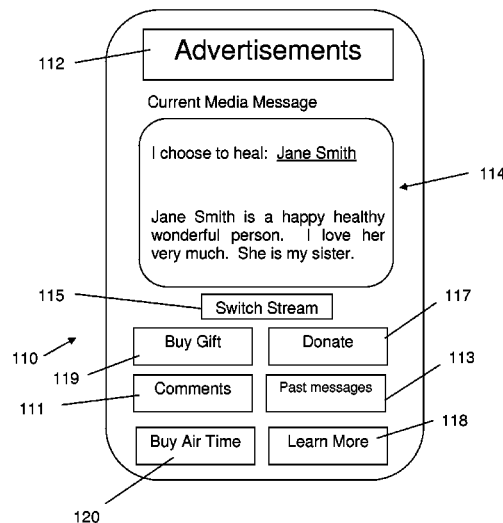 Advertisements
112
Current Media Message
I choose to heal: Jane Smith
114
Jane Smith is a happy healthy
wonderful person. I love her
very much. She is my sister.
115
Switch Stream
117
110
Buy Gift
Donate
119
113
Comments
Past messages
111
118
Buy Air Time
Learn More
120